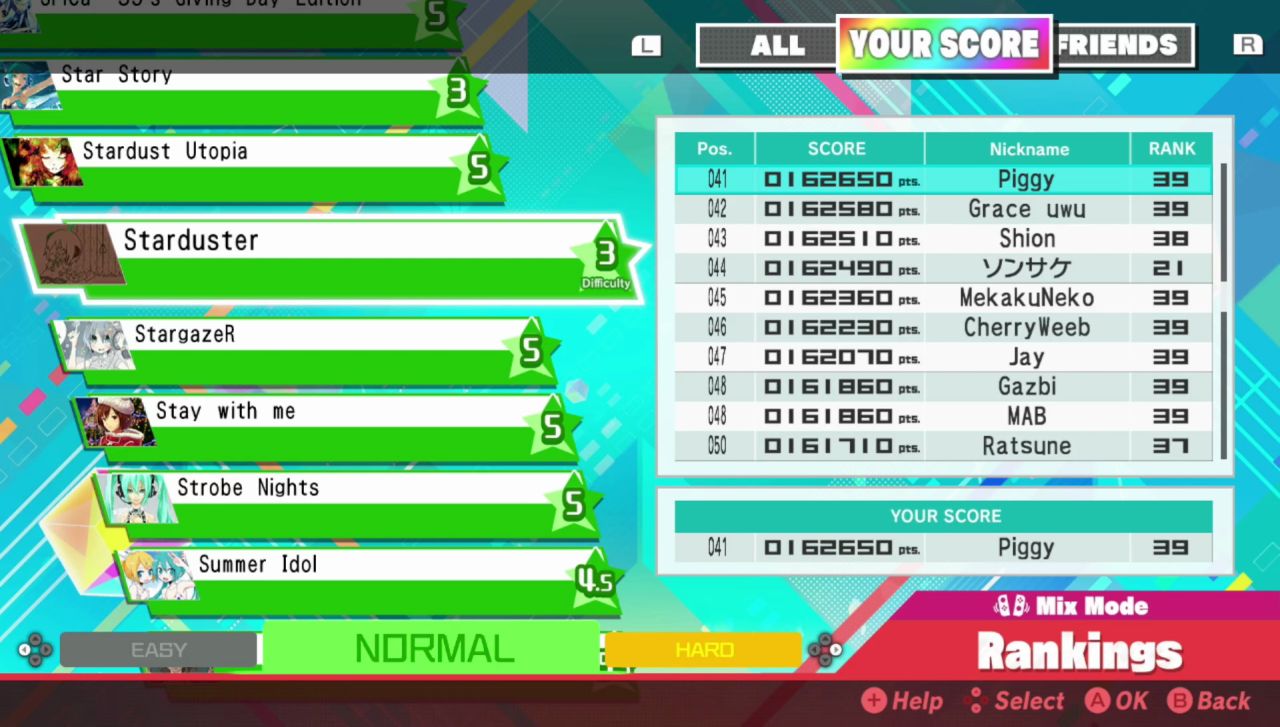 39's Giving Day Edition
5
L
ALL
YOUR SCORE
FRIENDS
R
Star Story
3
Stardust Utopia
5
Starduster
3
Difficulty
StargazeR
5
Stay with me
5
Strobe Nights
5
Summer Idol
4.5
Pos. SCORE Nickname RANK
041 0162650 pts. Piggy 39
042 0162580 pts. Grace uwu 39
043 0162510 pts. Shion 38
044 0162490 pts. ソンサケ 21
045 0162360 pts. MekakuNeko 39
046 0162230 pts. CherryWeeb 39
047 0162070 pts. Jay 39
048 0161860 pts. Gazbi 39
048 0161860 pts. MAB 39
050 0161710 pts. Ratsune 37
YOUR SCORE
041 0162650 pts. Piggy 39
Mix Mode
Rankings
EASY
NORMAL
HARD
+ Help
Select
A OK
B Back